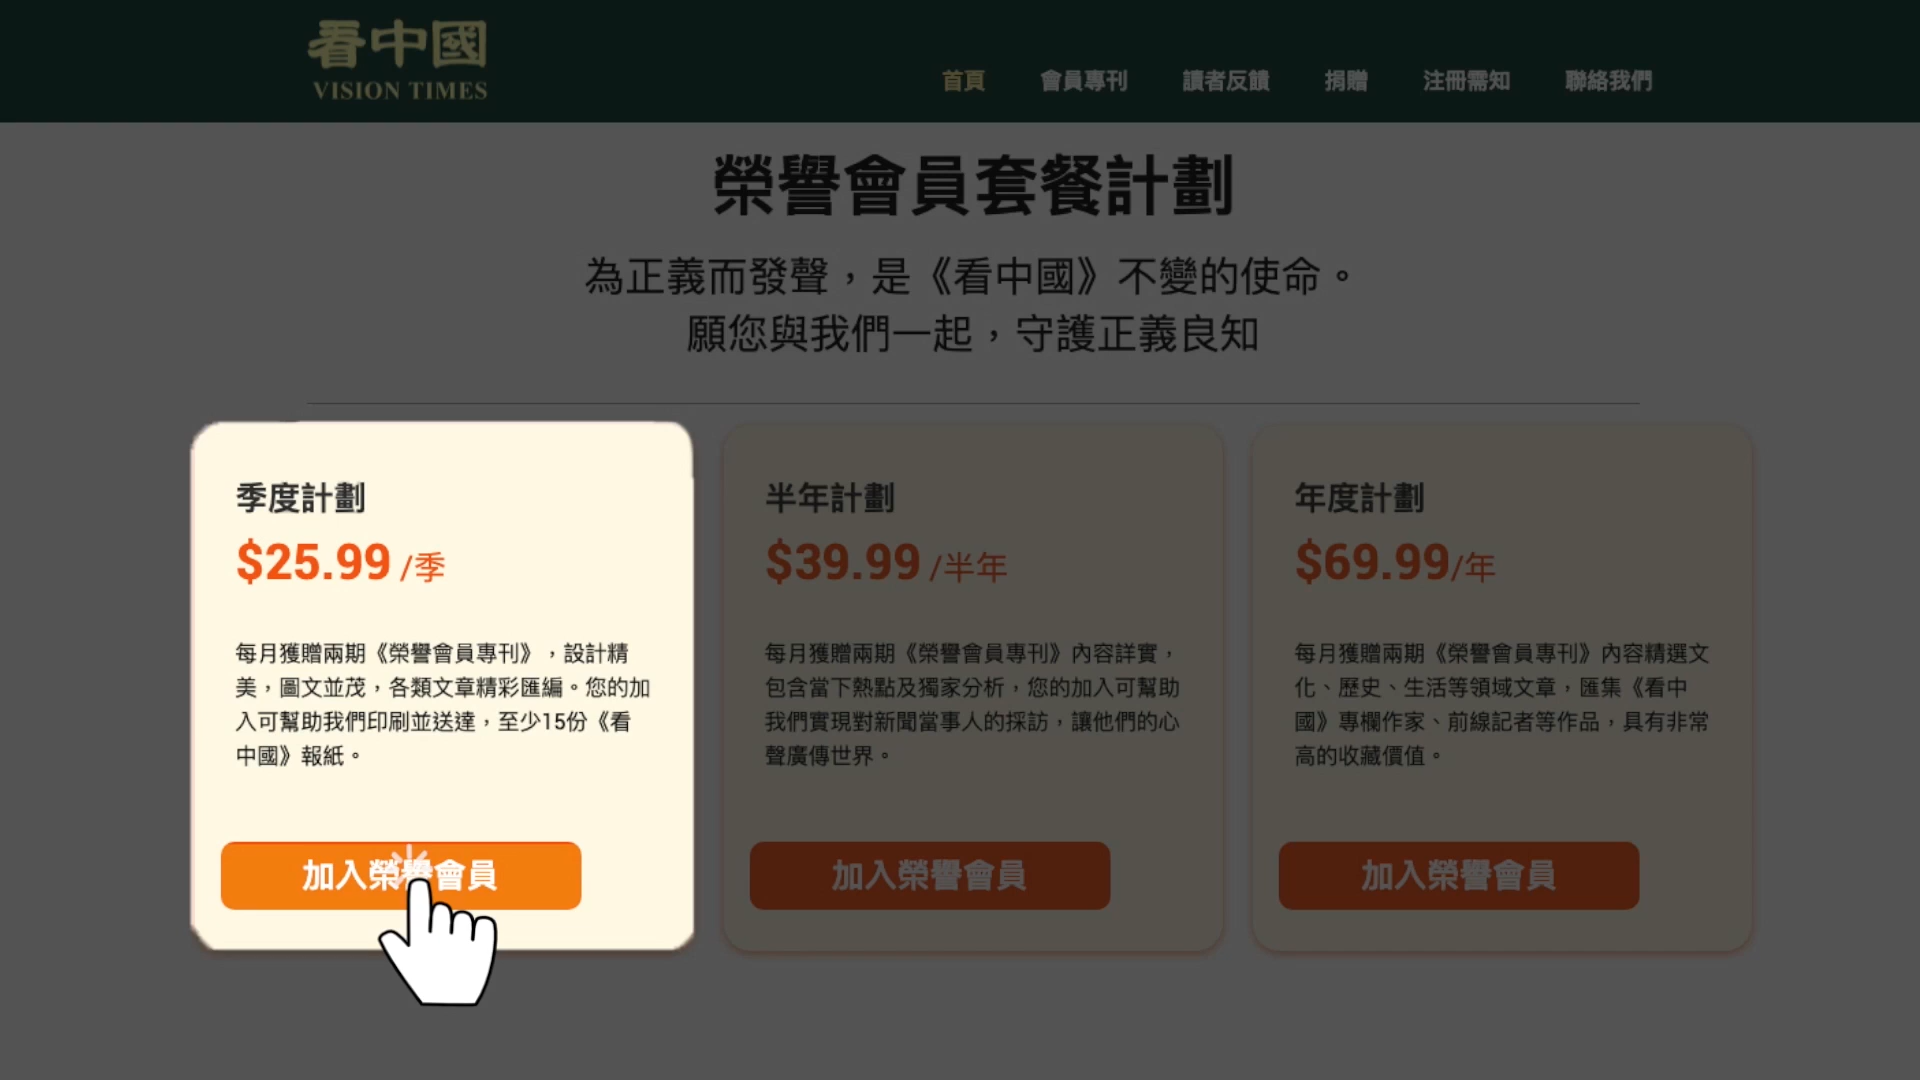 看中國
VISION TIMES
首頁
會員專刊
讀者反饋
捐贈
注冊需知
聯絡我們
榮譽會員套餐計劃
為正義而發聲，是《看中國》不變的使命。
願您與我們一起，守護正義良知
季度計劃
$25.99 /季
每月獲贈兩期《榮譽會員專刊》，設計精
美，圖文並茂，各類文章精彩匯編。您的加
入可幫助我們印刷並送達，至少15份《看
中國》報紙。
加入榮譽會員
半年計劃
$39.99 /半年
每月獲贈兩期《榮譽會員專刊》內容詳實，
包含當下熱點及獨家分析，您的加入可幫助
我們實現對新聞當事人的採訪，讓他們的心
聲廣傳世界。
加入榮譽會員
年度計劃
$69.99/年
每月獲贈兩期《榮譽會員專刊》內容精選文
化、歷史、生活等領域文章，匯集《看中
國》專欄作家、前線記者等作品，具有非常
高的收藏價值。
加入榮譽會員